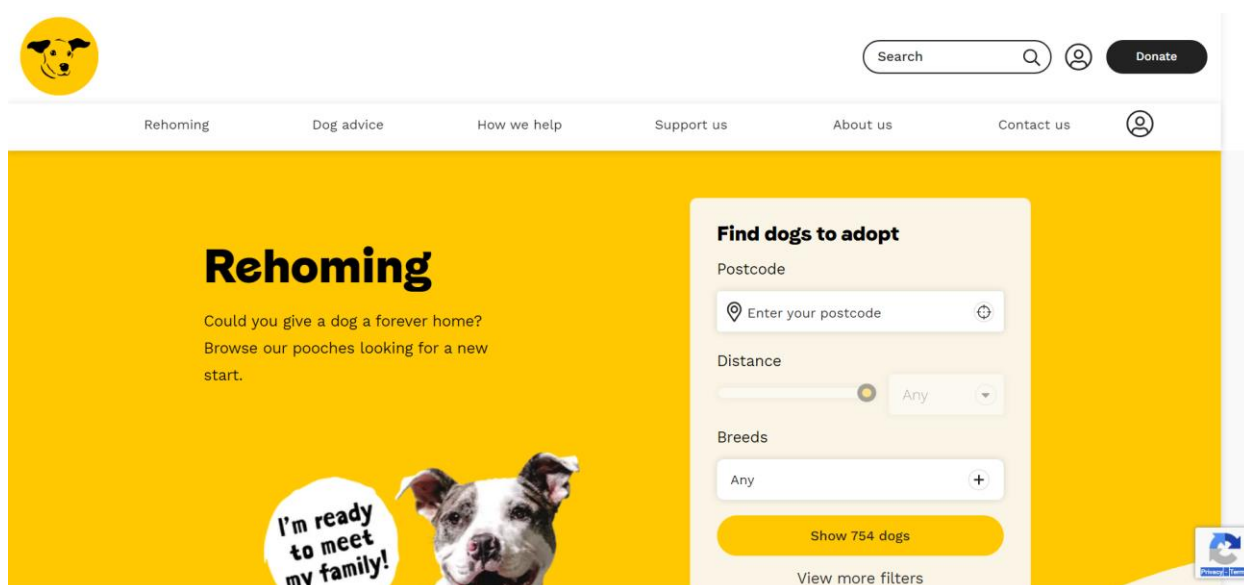 Search
Donate
Rehoming
Dog advice
How we help
Support us
About us
Contact us
Rehoming
Could you give a dog a forever home?
Browse our pooches looking for a new
start.
I'm ready
to meet
my family!
Find dogs to adopt
Postcode
Enter your postcode
Distance
Any
Breeds
Any
Show 754 dogs
View more filters
Privacy - Term